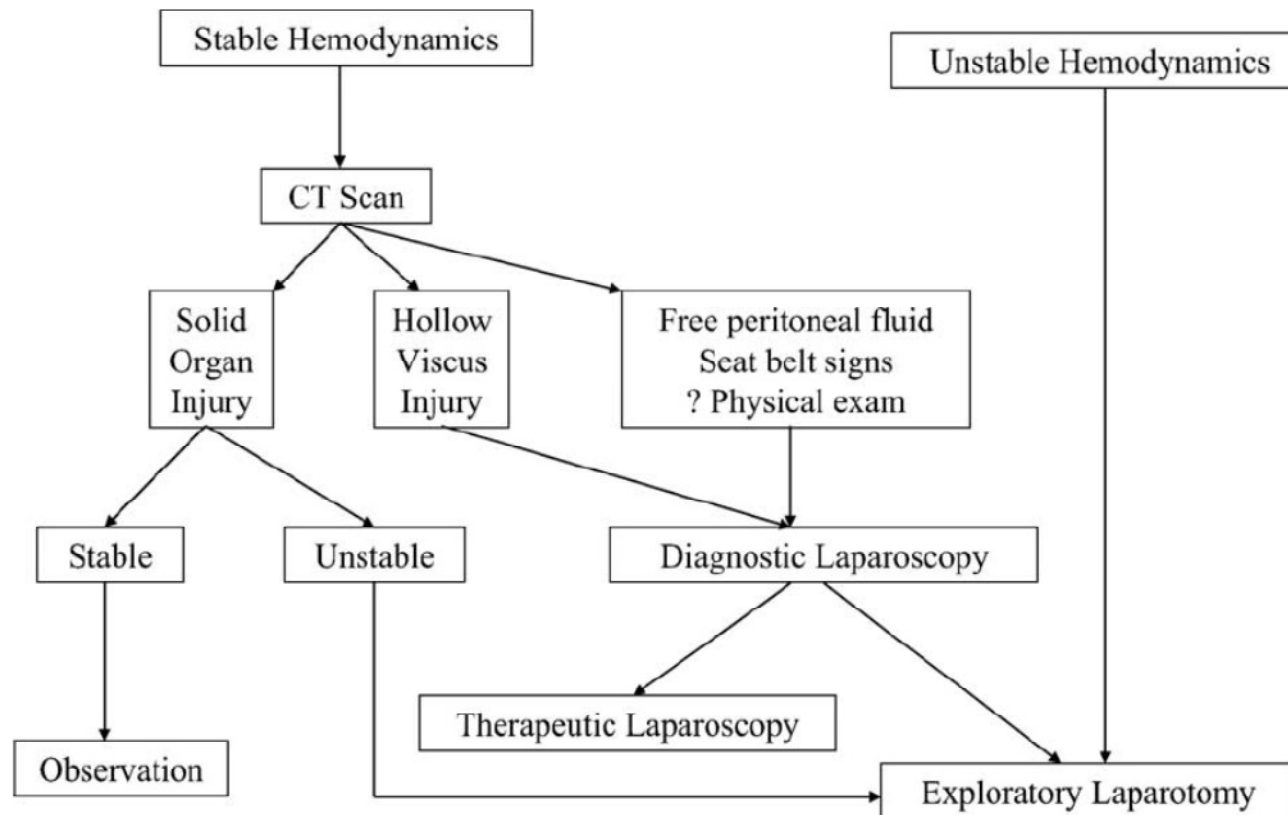 Stable Hemodynamics
Unstable Hemodynamics
CT Scan
Solid
Organ
Injury
Hollow
Viscus
Injury
Free peritoneal fluid
Seat belt signs
? Physical exam
Stable
Unstable
Diagnostic Laparoscopy
Therapeutic Laparoscopy
Observation
Exploratory Laparotomy